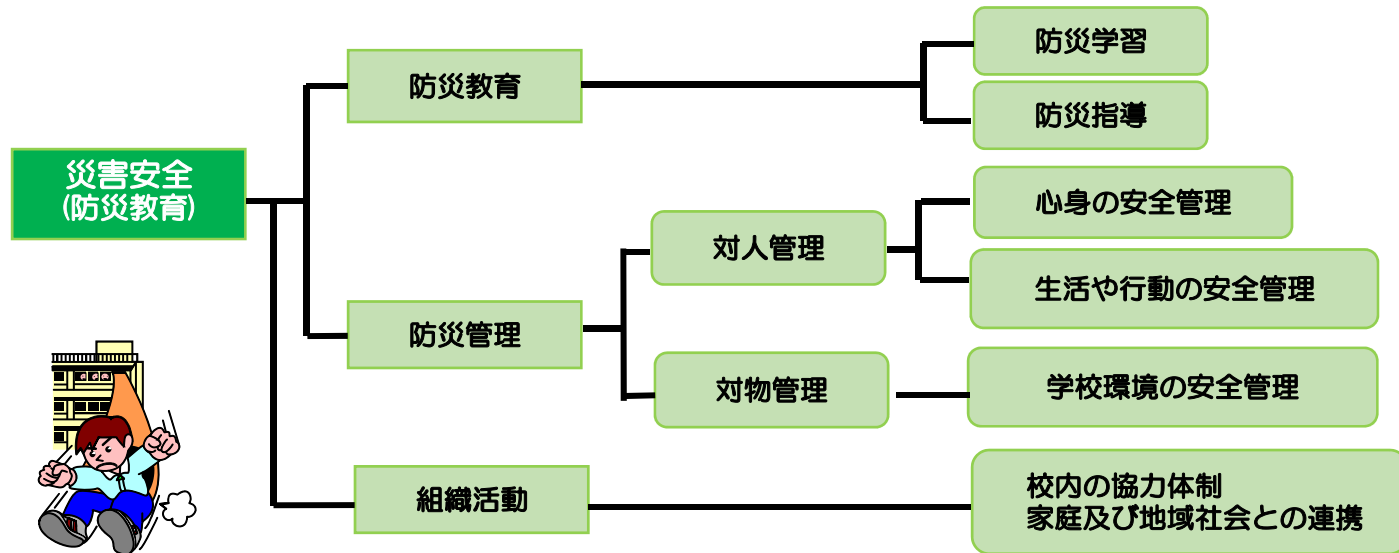 災害安全
(防災教育)
防災教育
防災学習
防災指導
防災管理
対人管理
心身の安全管理
生活や行動の安全管理
対物管理
学校環境の安全管理
組織活動
校内の協力体制
家庭及び地域社会との連携